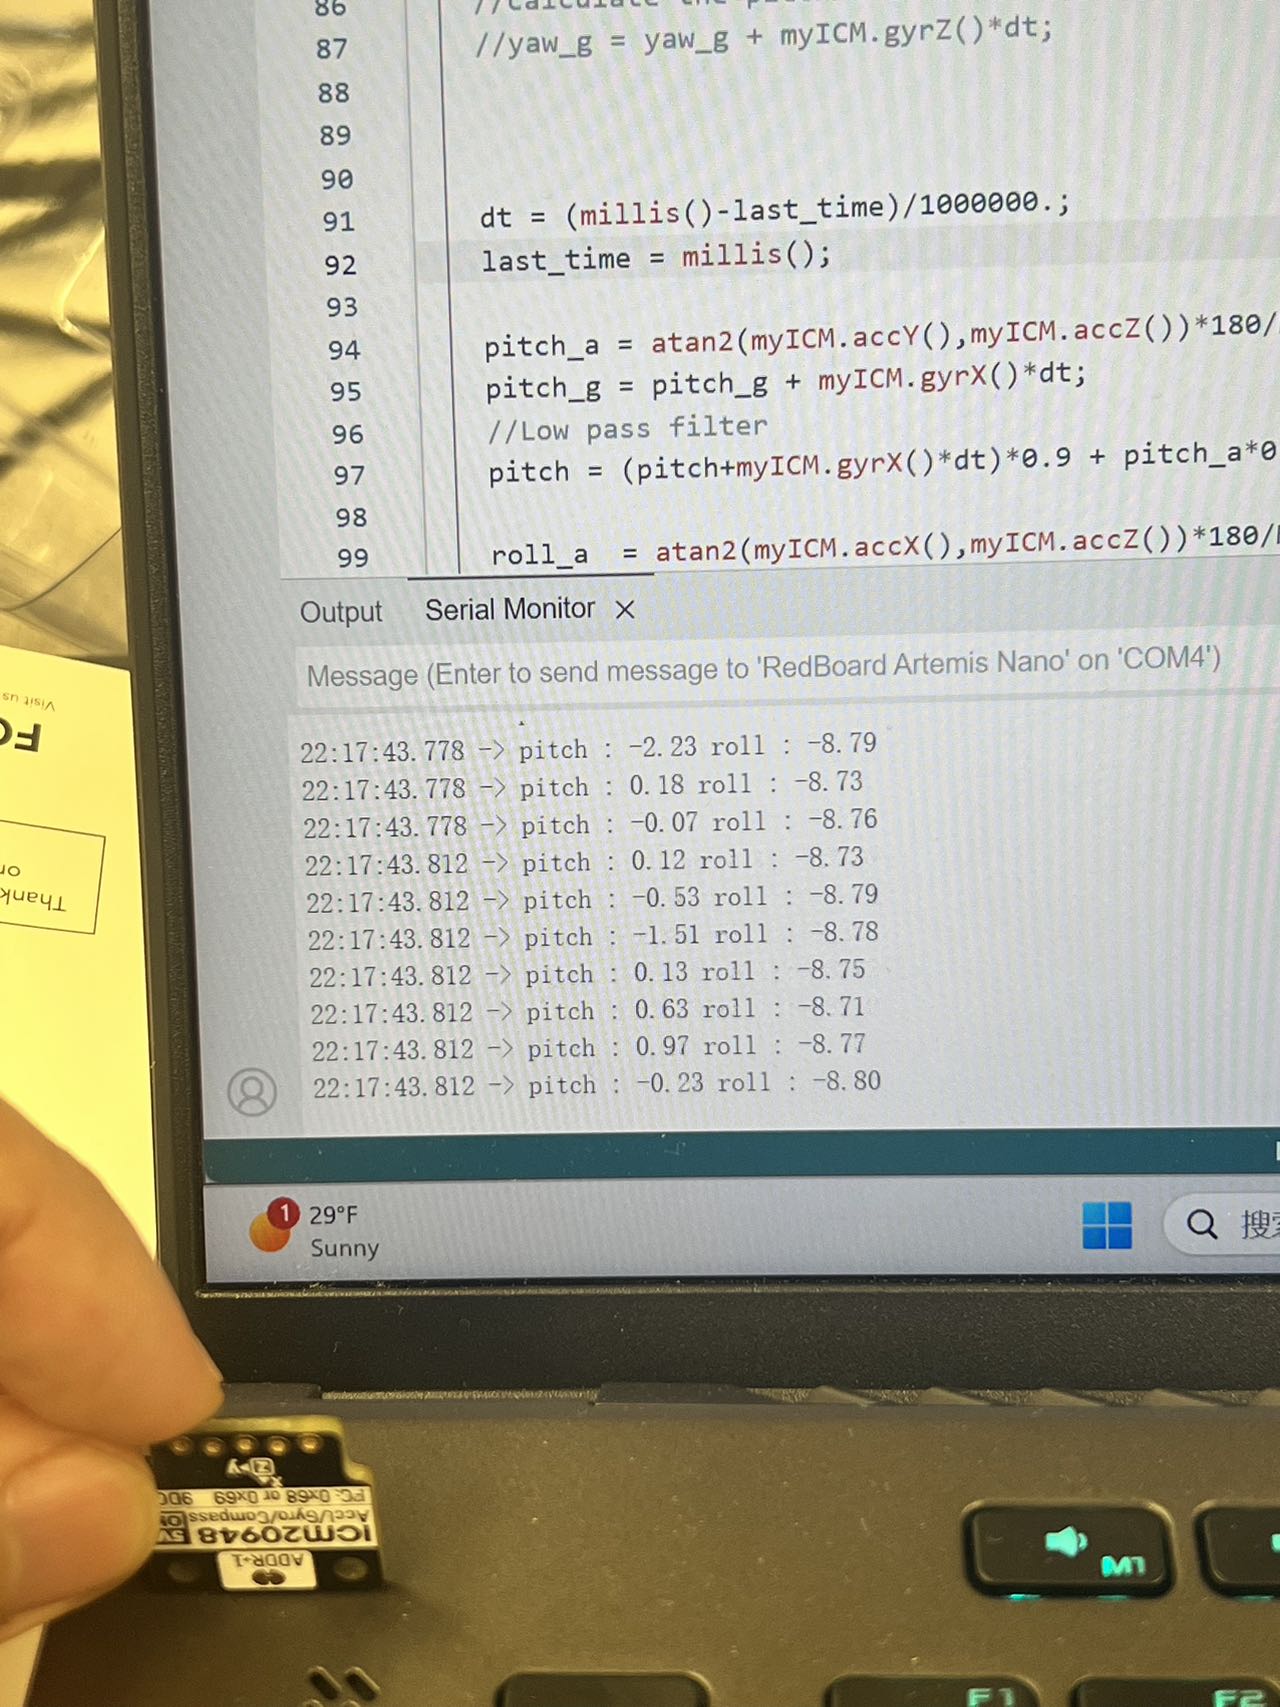 86
87 //yaw_g = yaw_g + myICM.gyrZ()*dt;
88
89
90
91 dt = (millis()-last_time)/1000000.;
92 last_time = millis();
93
94 pitch_a = atan2(myICM.accY(),myICM.accZ())*180/
95 pitch_g = pitch_g + myICM.gyrX()*dt;
96 //Low pass filter
97 pitch = (pitch+myICM.gyrX()*dt)*0.9 + pitch_a*0
98
99 roll_a = atan2(myICM.accX(),myICM.accZ())*180/
Output Serial Monitor
Message (Enter to send message to 'RedBoard Artemis Nano' on 'COM4')
22:17:43.778 -> pitch : -2.23 roll : -8.79
22:17:43.778 -> pitch : 0.18 roll : -8.73
22:17:43.778 -> pitch : -0.07 roll : -8.76
22:17:43.812 -> pitch : 0.12 roll : -8.73
22:17:43.812 -> pitch : -0.53 roll : -8.79
22:17:43.812 -> pitch : -1.51 roll : -8.78
22:17:43.812 -> pitch : 0.13 roll : -8.75
22:17:43.812 -> pitch : 0.63 roll : -8.71
22:17:43.812 -> pitch : 0.97 roll : -8.77
22:17:43.812 -> pitch : -0.23 roll : -8.80
1 29°F
Sunny
搜
Visit us
Thank
or
ADDR+1
ICM20948 5V
Accl/Gyro/Compass
I²C: 0x68 or 0x69
M1
F1 F2